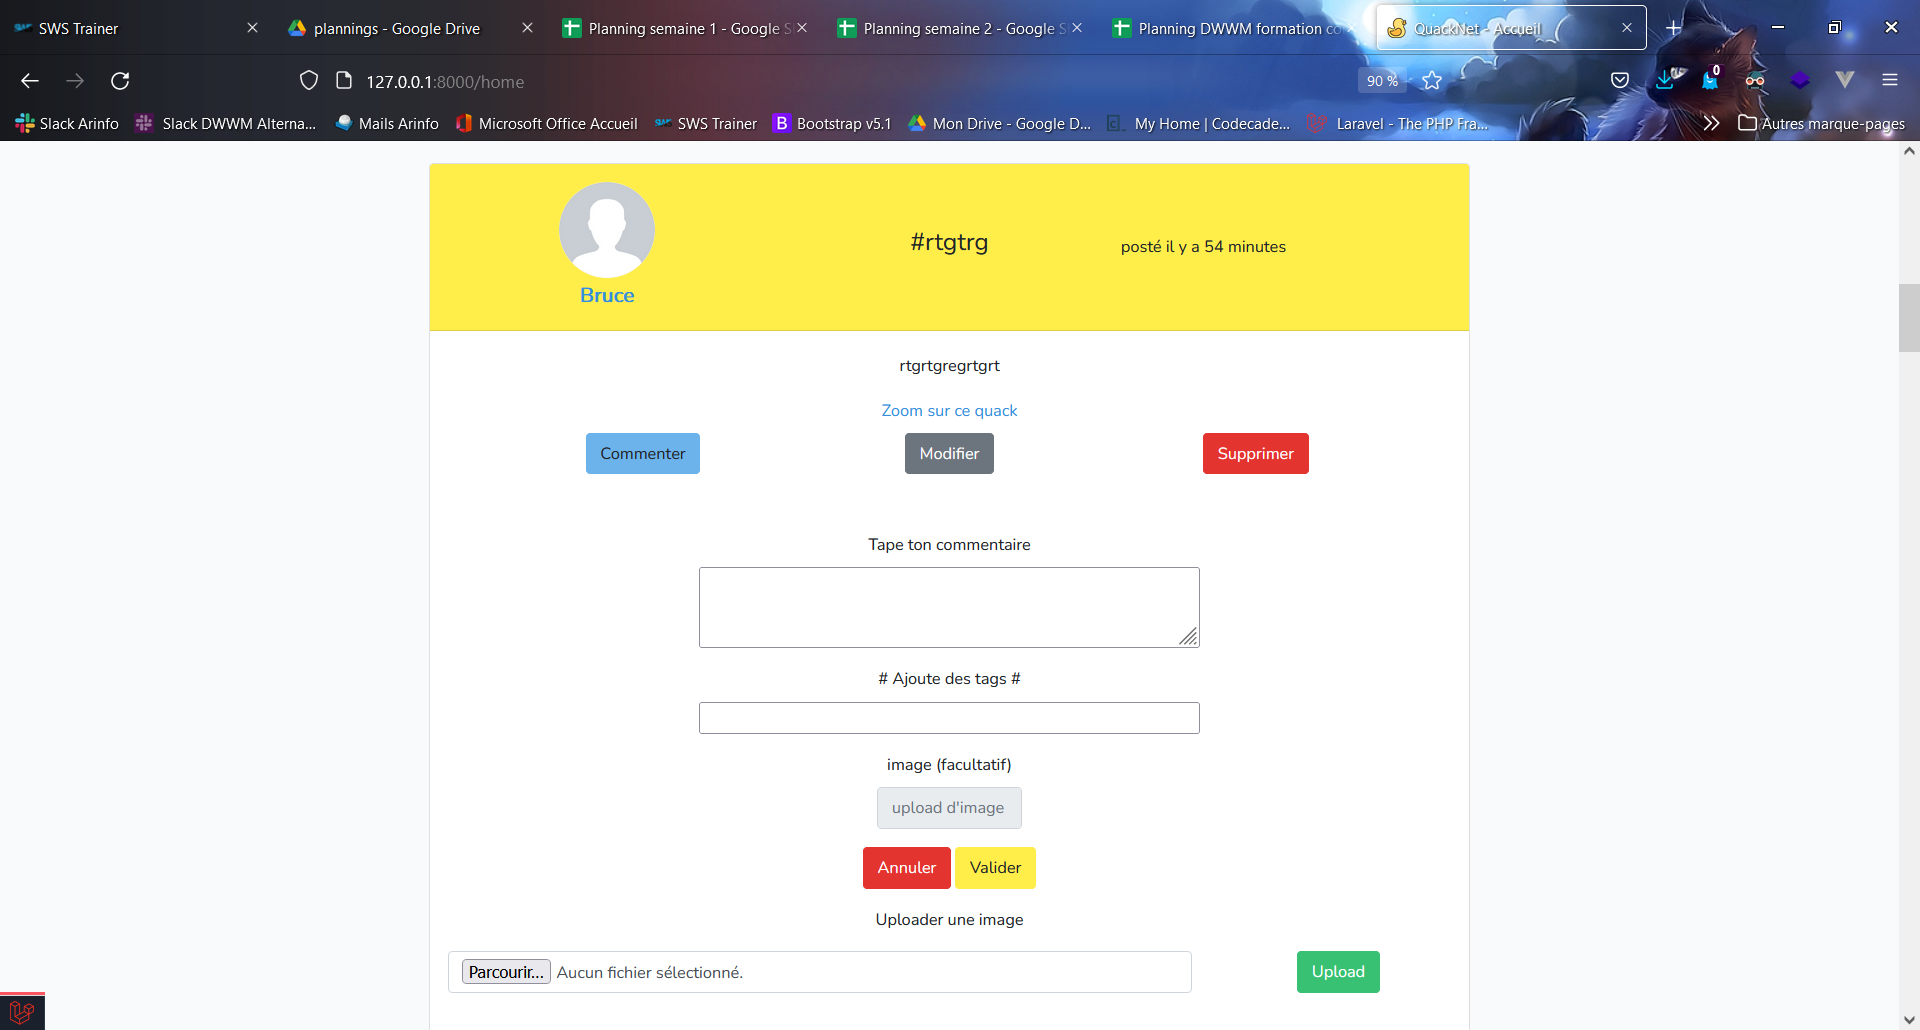 SWS Trainer
plannings - Google Drive
Planning semaine 1 - Google S
Planning semaine 2 - Google S
Planning DWWM formation co
QuackNet - Accueil
127.0.0.1:8000/home
90 %
0
Slack Arinfo
Slack DWWM Alterna...
Mails Arinfo
Microsoft Office Accueil
SWS Trainer
B Bootstrap v5.1
Mon Drive - Google D...
My Home | Codecade...
Laravel - The PHP Fra...
Autres marque-pages
#rtgtrg
posté il y a 54 minutes
Bruce
rtgrtgregrtgrt
Zoom sur ce quack
Commenter
Modifier
Supprimer
Tape ton commentaire
# Ajoute des tags #
image (facultatif)
upload d'image
Annuler
Valider
Uploader une image
Parcourir... Aucun fichier sélectionné.
Upload